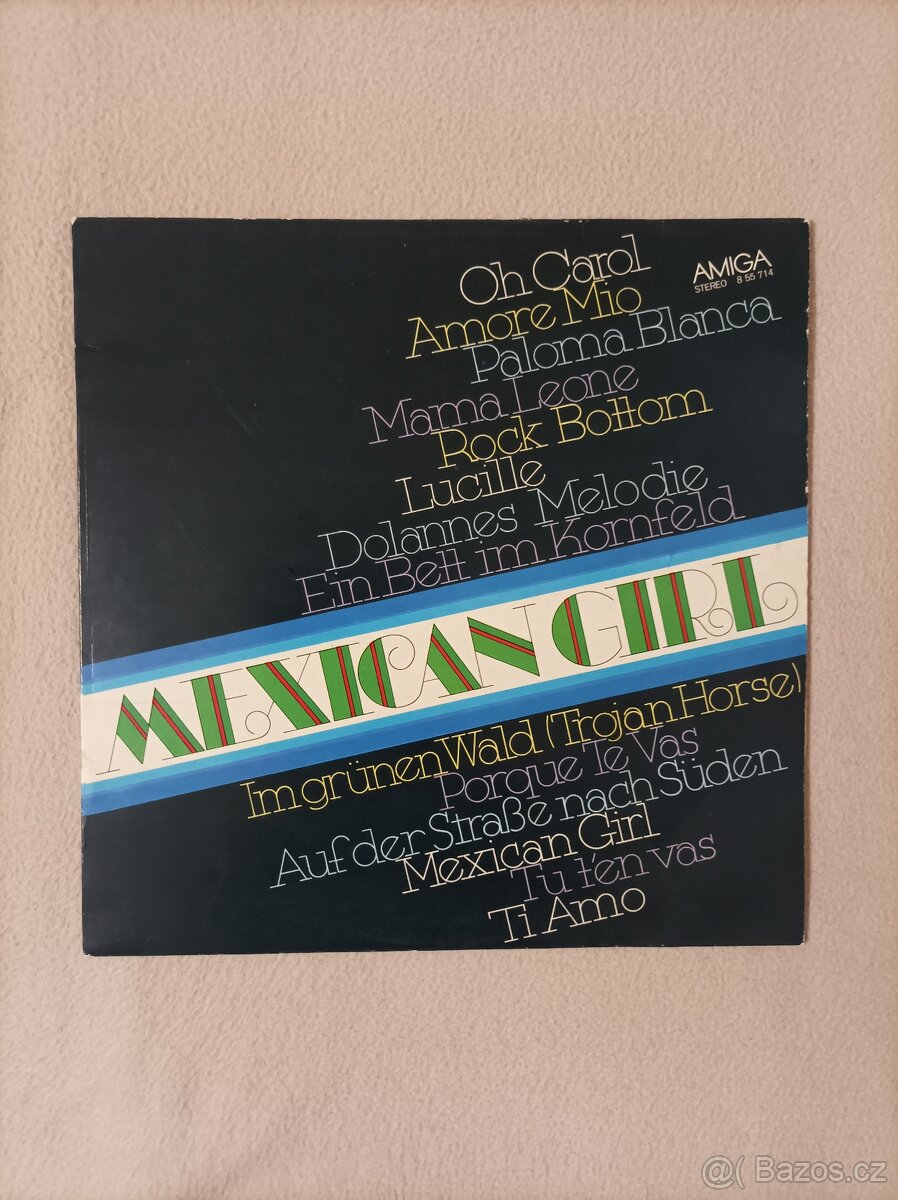 Oh Carol
AMIGA
STEREO 8 55 714
Amore Mio
Paloma Blanca
Mama Leone
Rock Bottom
Lucille
Dolannes Melodie
Ein Bett im Kornfeld
MEXICAN GIRL
Im grünen Wald (Trojan Horse)
Porque Te Vas
Auf der Straße nach Süden
Mexican Girl
Tu t'en vas
Ti Amo
@( Bazos.cz